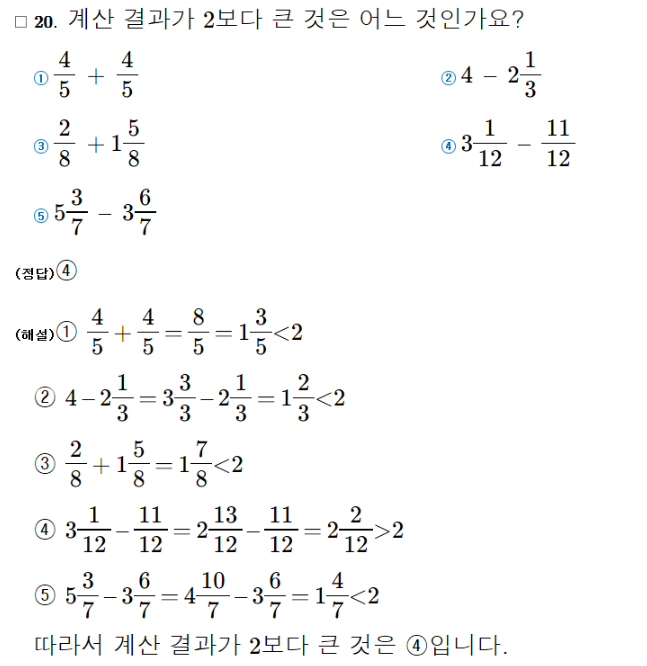 □ 20. 계산 결과가 2보다 큰 것은 어느 것인가요?
① 4/5 + 4/5 ② 4 - 2 1/3
③ 2/8 + 1 5/8 ④ 3 1/12 - 11/12
⑤ 5 3/7 - 3 6/7
(정답)④
(해설)① 4/5 + 4/5 = 8/5 = 1 3/5 < 2
② 4 - 2 1/3 = 3 3/3 - 2 1/3 = 1 2/3 < 2
③ 2/8 + 1 5/8 = 1 7/8 < 2
④ 3 1/12 - 11/12 = 2 13/12 - 11/12 = 2 2/12 > 2
⑤ 5 3/7 - 3 6/7 = 4 10/7 - 3 6/7 = 1 4/7 < 2
따라서 계산 결과가 2보다 큰 것은 ④입니다.